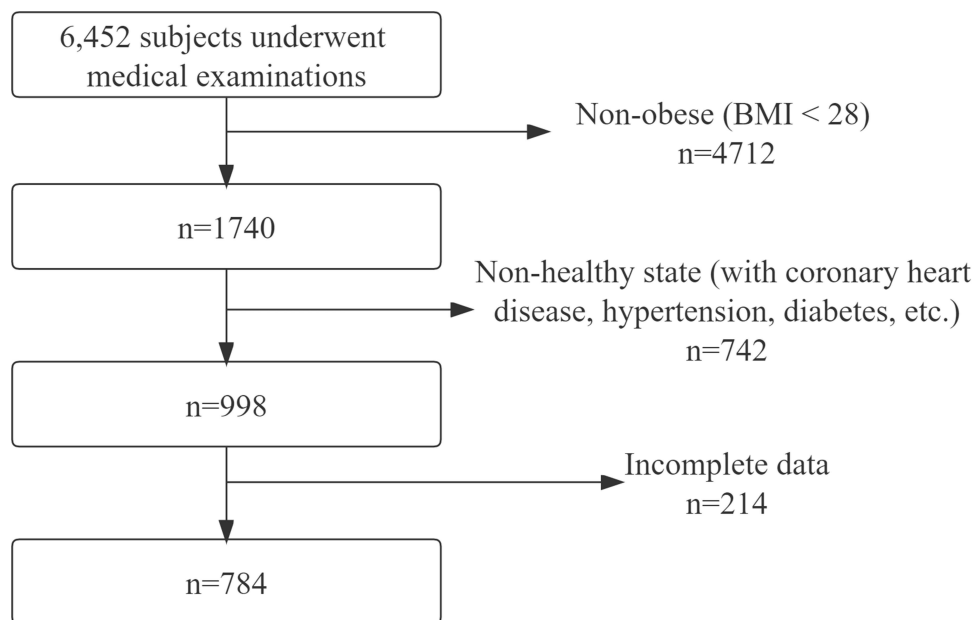 6,452 subjects underwent
medical examinations
Non-obese (BMI < 28)
n=4712
n=1740
Non-healthy state (with coronary heart
disease, hypertension, diabetes, etc.)
n=742
n=998
Incomplete data
n=214
n=784